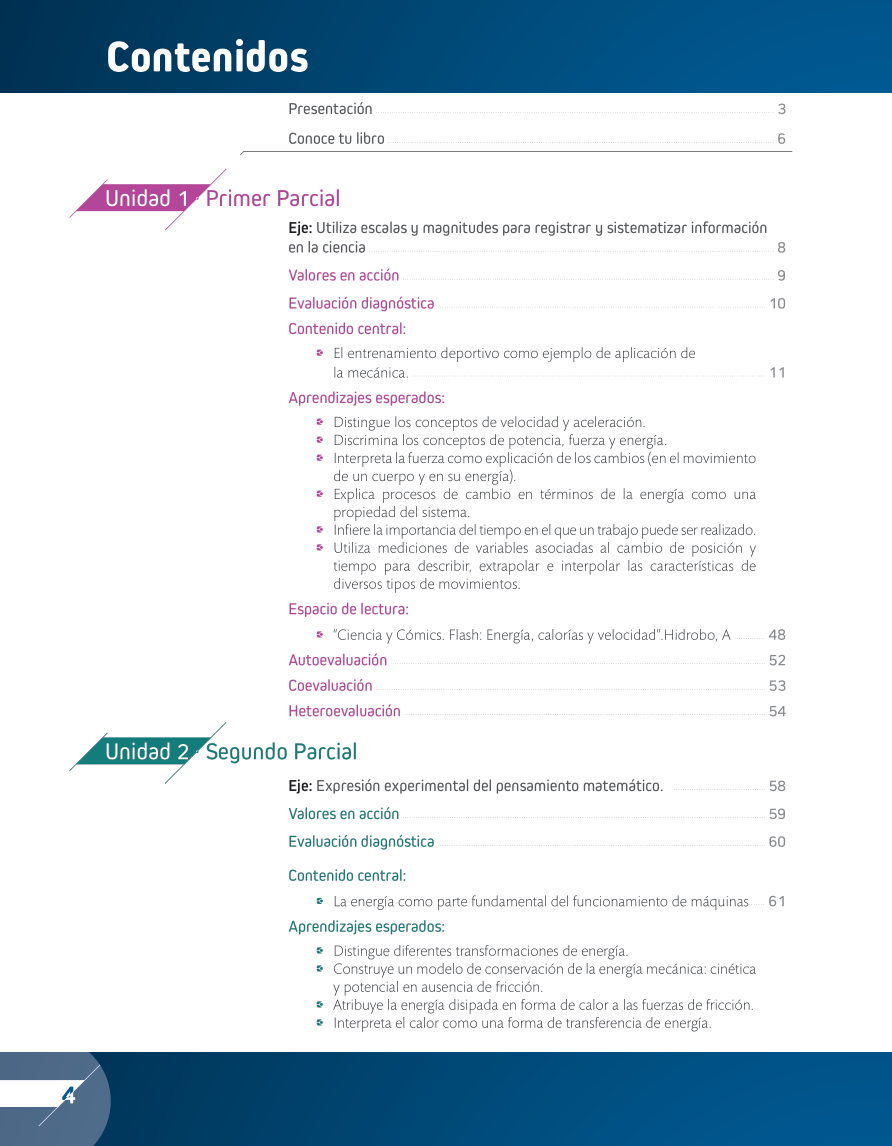 Contenidos
Presentación 3
Conoce tu libro 6
Unidad 1 - Primer Parcial
Eje: Utiliza escalas y magnitudes para registrar y sistematizar información
en la ciencia 8
Valores en acción 9
Evaluación diagnóstica 10
Contenido central:
El entrenamiento deportivo como ejemplo de aplicación de
la mecánica. 11
Aprendizajes esperados:
Distingue los conceptos de velocidad y aceleración.
Discrimina los conceptos de potencia, fuerza y energía.
Interpreta la fuerza como explicación de los cambios (en el movimiento
de un cuerpo y en su energía).
Explica procesos de cambio en términos de la energía como una
propiedad del sistema.
Infiere la importancia del tiempo en el que un trabajo puede ser realizado.
Utiliza mediciones de variables asociadas al cambio de posición y
tiempo para describir, extrapolar e interpolar las características de
diversos tipos de movimientos.
Espacio de lectura:
"Ciencia y Cómics. Flash: Energía, calorías y velocidad".Hidrobo, A 48
Autoevaluación 52
Coevaluación 53
Heteroevaluación 54
Unidad 2 - Segundo Parcial
Eje: Expresión experimental del pensamiento matemático. 58
Valores en acción 59
Evaluación diagnóstica 60
Contenido central:
La energía como parte fundamental del funcionamiento de máquinas 61
Aprendizajes esperados:
Distingue diferentes transformaciones de energía.
Construye un modelo de conservación de la energía mecánica: cinética
y potencial en ausencia de fricción.
Atribuye la energía disipada en forma de calor a las fuerzas de fricción.
Interpreta el calor como una forma de transferencia de energía.
4